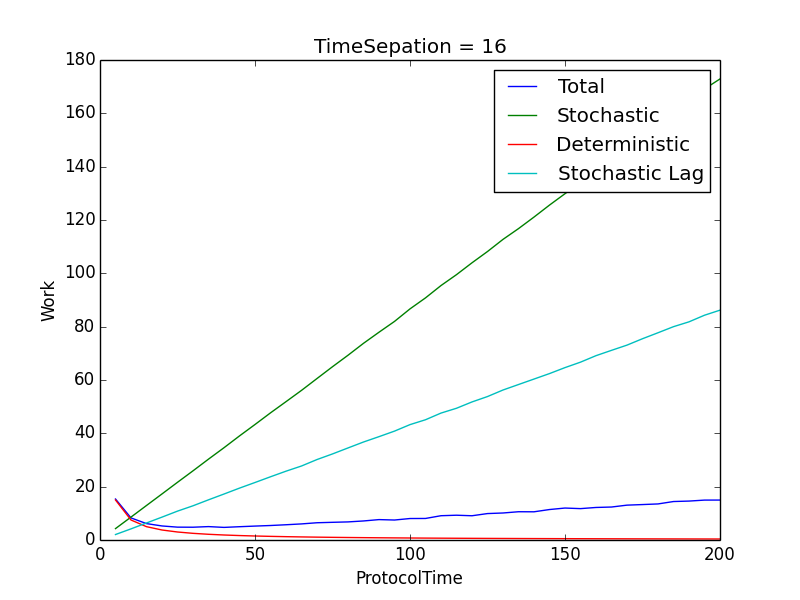 TimeSepation = 16
180
160
140
120
100
80
60
40
20
0
Work
Total
Stochastic
Deterministic
Stochastic Lag
0 50 100 150 200
ProtocolTime